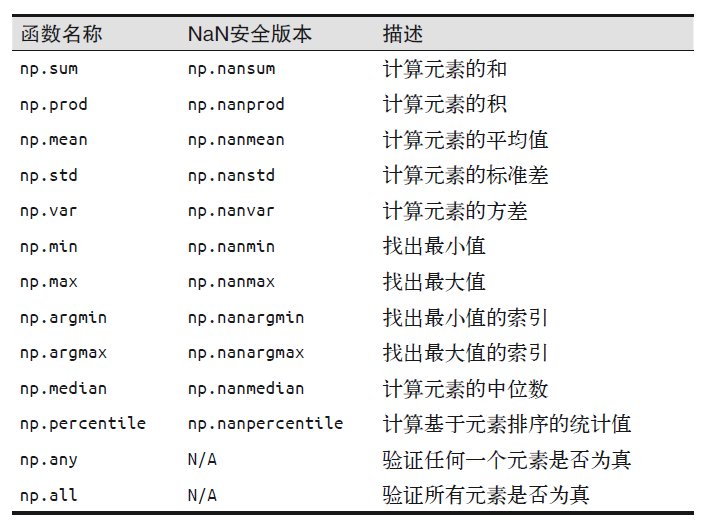 函数名称 NaN安全版本 描述
np.sum np.nansum 计算元素的和
np.prod np.nanprod 计算元素的积
np.mean np.nanmean 计算元素的平均值
np.std np.nanstd 计算元素的标准差
np.var np.nanvar 计算元素的方差
np.min np.nanmin 找出最小值
np.max np.nanmax 找出最大值
np.argmin np.nanargmin 找出最小值的索引
np.argmax np.nanargmax 找出最大值的索引
np.median np.nanmedian 计算元素的中位数
np.percentile np.nanpercentile 计算基于元素排序的统计值
np.any N/A 验证任何一个元素是否为真
np.all N/A 验证所有元素是否为真